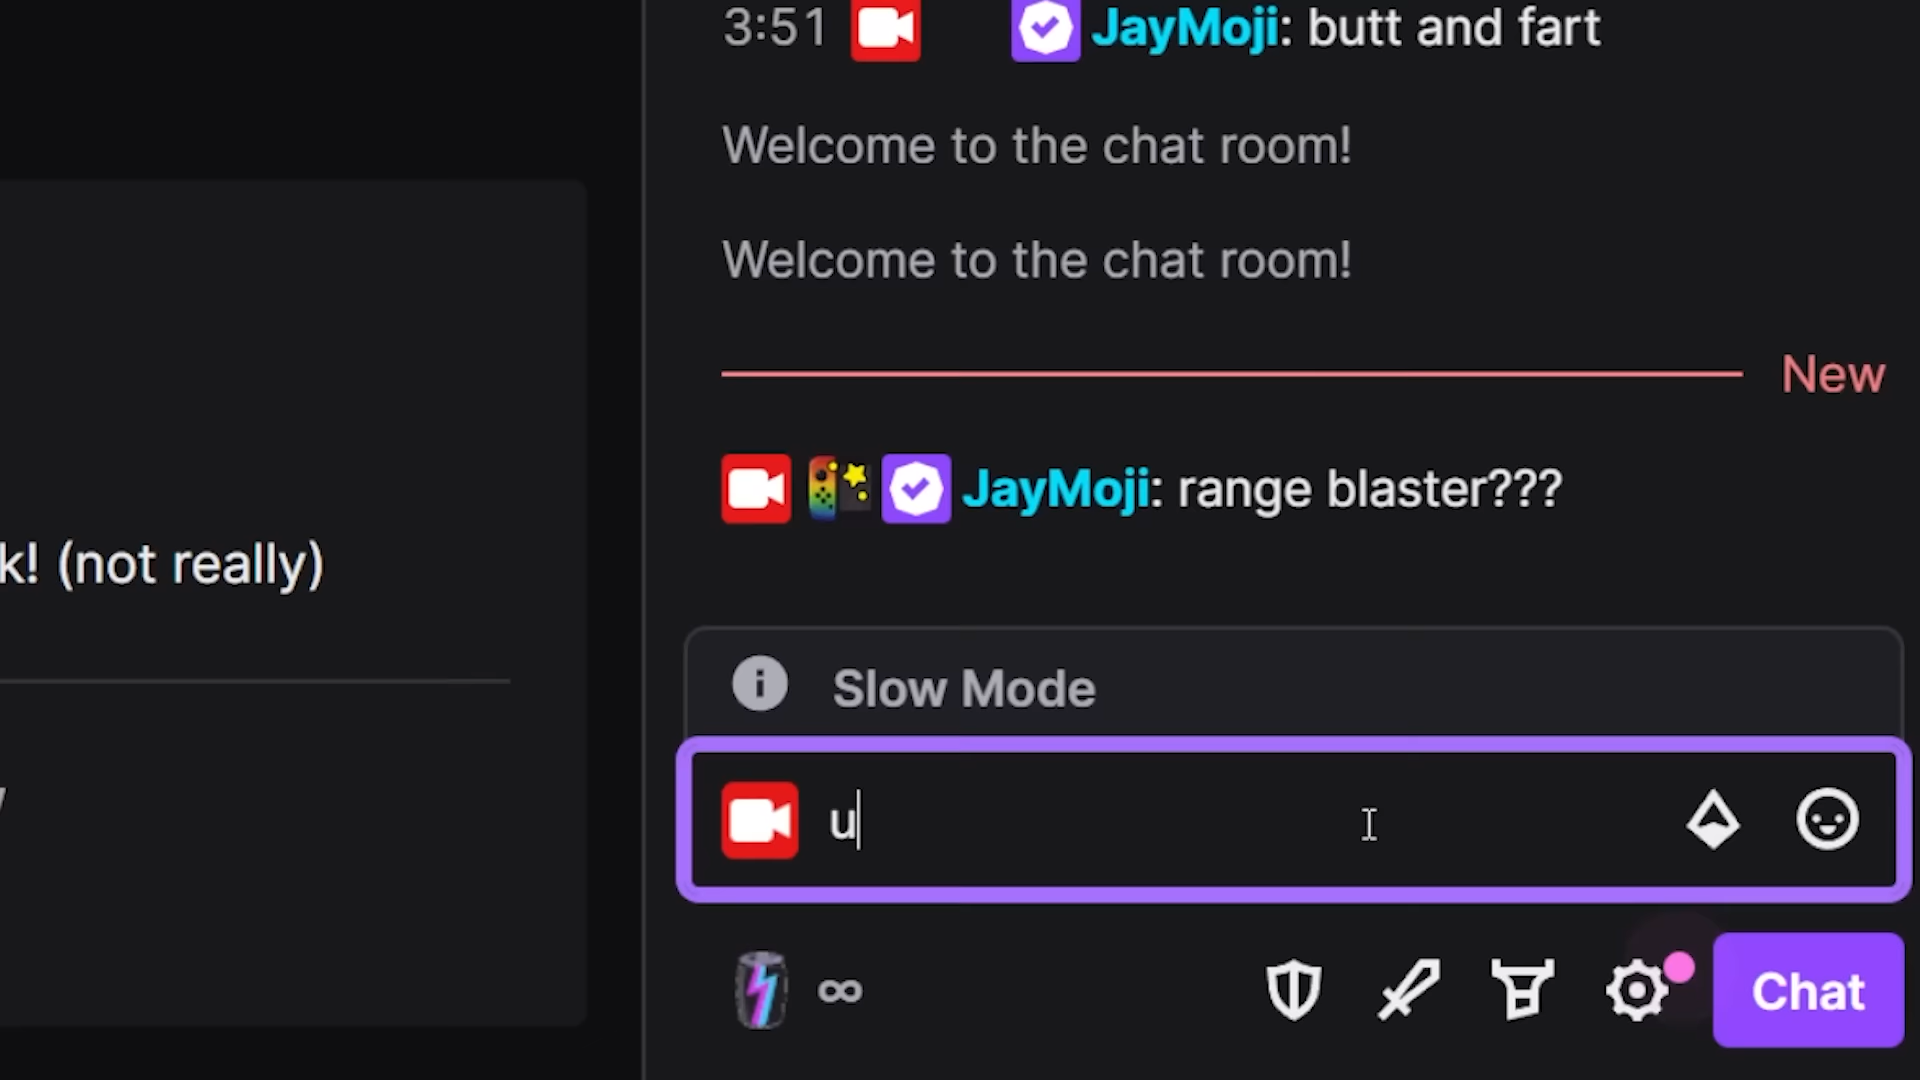 3:51 JayMoji: butt and fart
Welcome to the chat room!
Welcome to the chat room!
New
JayMoji: range blaster???
k! (not really)
Slow Mode
u
∞
Chat